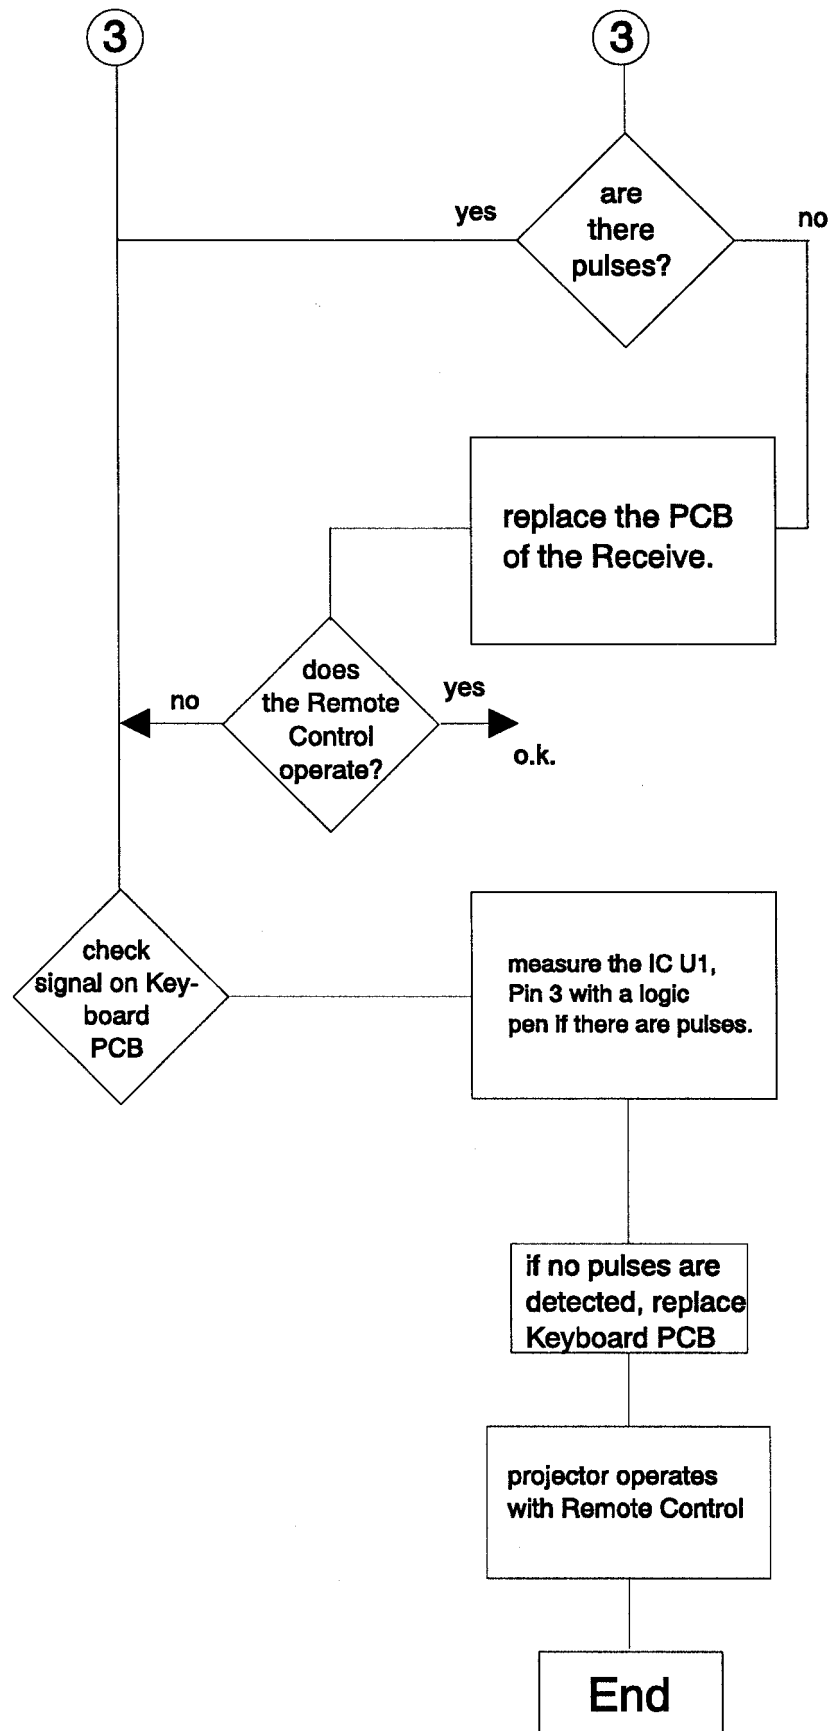 3
3
are
there
pulses?
yes
no
replace the PCB
of the Receive.
does
the Remote
Control
operate?
no
yes
o.k.
check
signal on Key-
board
PCB
measure the IC U1,
Pin 3 with a logic
pen if there are pulses.
if no pulses are
detected, replace
Keyboard PCB
projector operates
with Remote Control
End